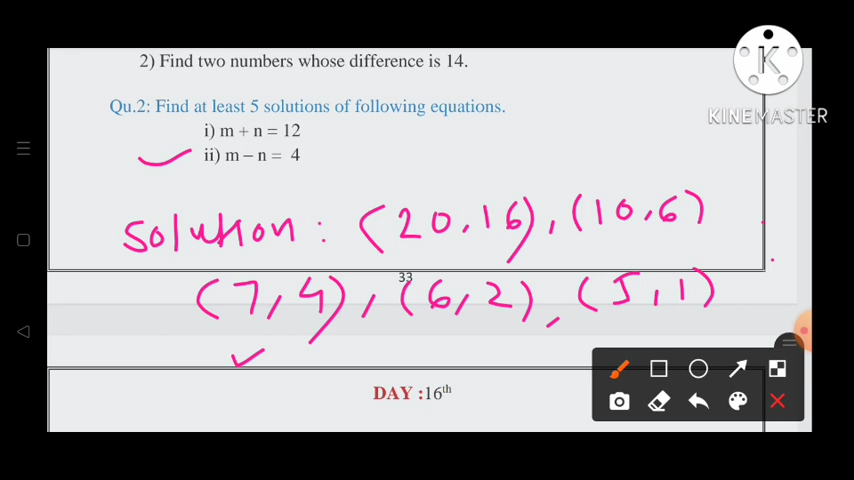 2) Find two numbers whose difference is 14.
K
KINEMASTER
Qu.2: Find at least 5 solutions of following equations.
i) m + n = 12
ii) m – n = 4
Solution : (20,16), (10,6)
33
(7,4), (6,2), (5,1)
DAY :16th